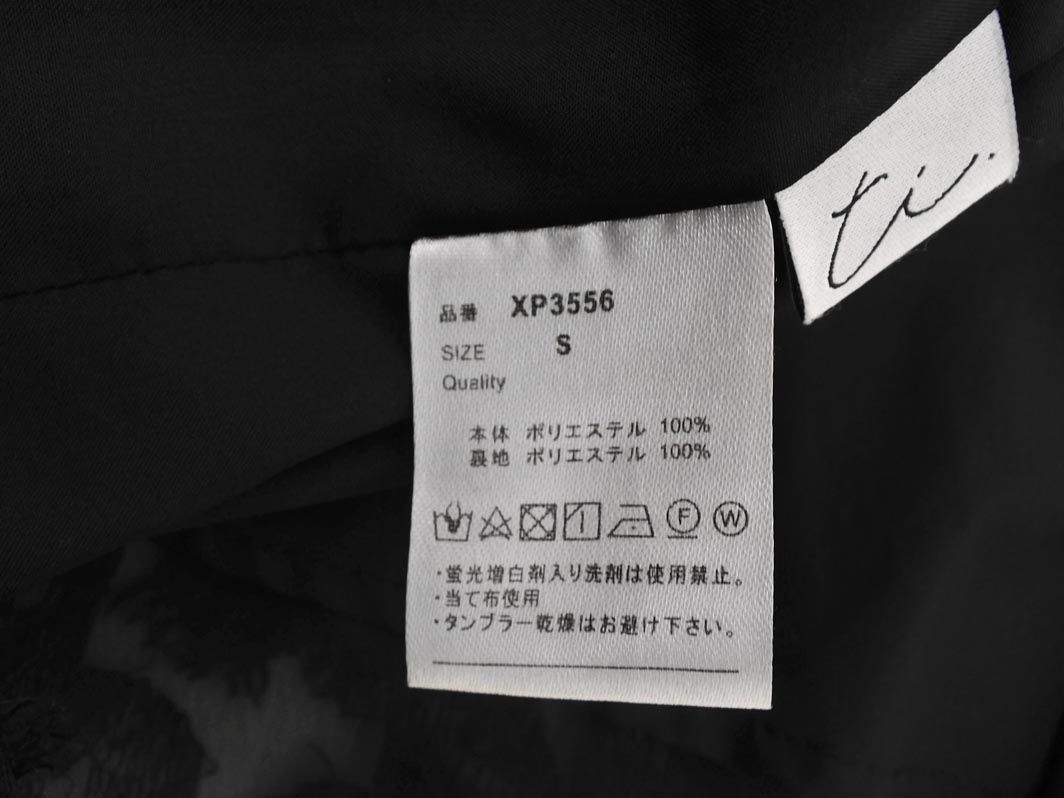 品番 XP3556
SIZE S
Quality
本体 ポリエステル 100%
裏地 ポリエステル 100%
F W
・蛍光増白剤入り洗剤は使用禁止。
・当て布使用
・タンブラー乾燥はお避け下さい。
ti.